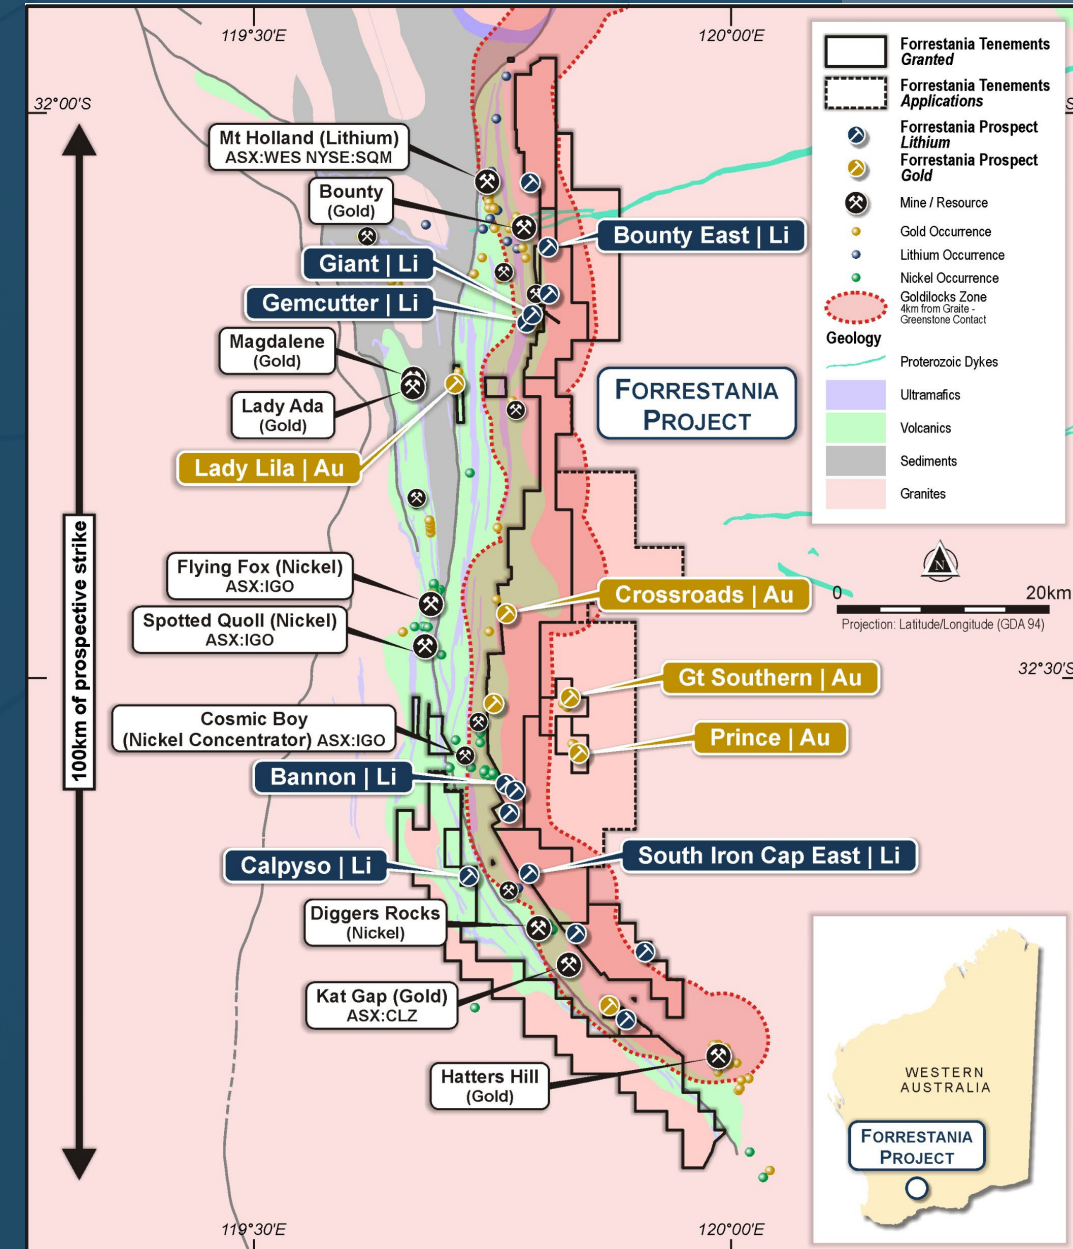 119°30'E
120°00'E
32°00'S
S
Mt Holland (Lithium)
ASX:WES NYSE:SQM
Bounty
(Gold)
Bounty East | Li
Giant | Li
Gemcutter | Li
Magdalene
(Gold)
Lady Ada
(Gold)
FORRESTANIA
PROJECT
Lady Lila | Au
100km of prospective strike
Flying Fox (Nickel)
ASX:IGO
Spotted Quoll (Nickel)
ASX:IGO
Crossroads | Au
Gt Southern | Au
Prince | Au
Cosmic Boy
(Nickel Concentrator) ASX:IGO
Bannon | Li
Calpyso | Li
South Iron Cap East | Li
Diggers Rocks
(Nickel)
Kat Gap (Gold)
ASX:CLZ
Hatters Hill
(Gold)
119°30'E
120°00'E
Forrestania Tenements
Granted
Forrestania Tenements
Applications
Forrestania Prospect
Lithium
Forrestania Prospect
Gold
Mine / Resource
Gold Occurrence
Lithium Occurrence
Nickel Occurrence
Goldilocks Zone
4km from Graite -
Greenstone Contact
Geology
Proterozoic Dykes
Ultramafics
Volcanics
Sediments
Granites
N
0 20km
Projection: Latitude/Longitude (GDA 94)
32°30'S
WESTERN
AUSTRALIA
FORRESTANIA
PROJECT